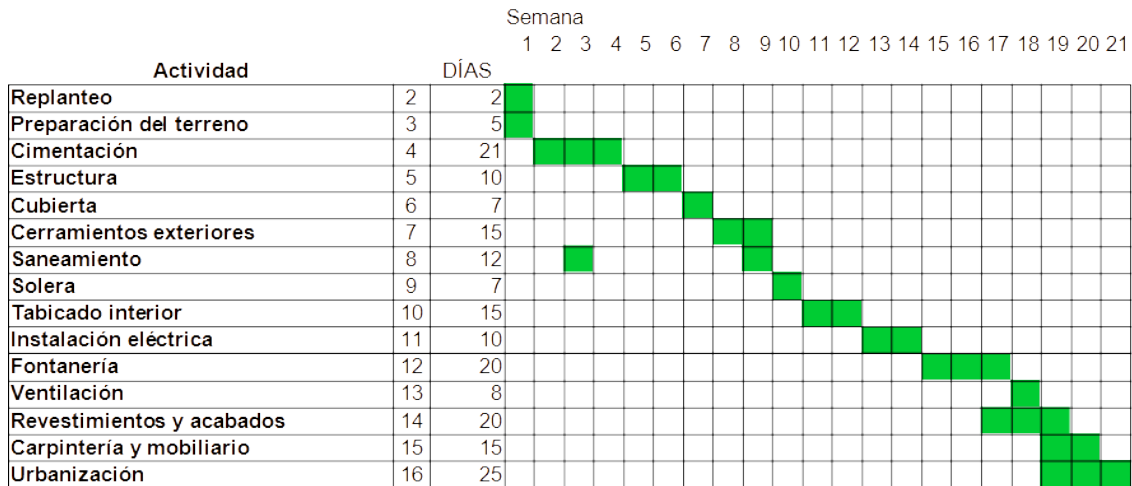 Semana
1 2 3 4 5 6 7 8 9 10 11 12 13 14 15 16 17 18 19 20 21
Actividad DÍAS
Replanteo 2 2
Preparación del terreno 3 5
Cimentación 4 21
Estructura 5 10
Cubierta 6 7
Cerramientos exteriores 7 15
Saneamiento 8 12
Solera 9 7
Tabicado interior 10 15
Instalación eléctrica 11 10
Fontanería 12 20
Ventilación 13 8
Revestimientos y acabados 14 20
Carpintería y mobiliario 15 15
Urbanización 16 25